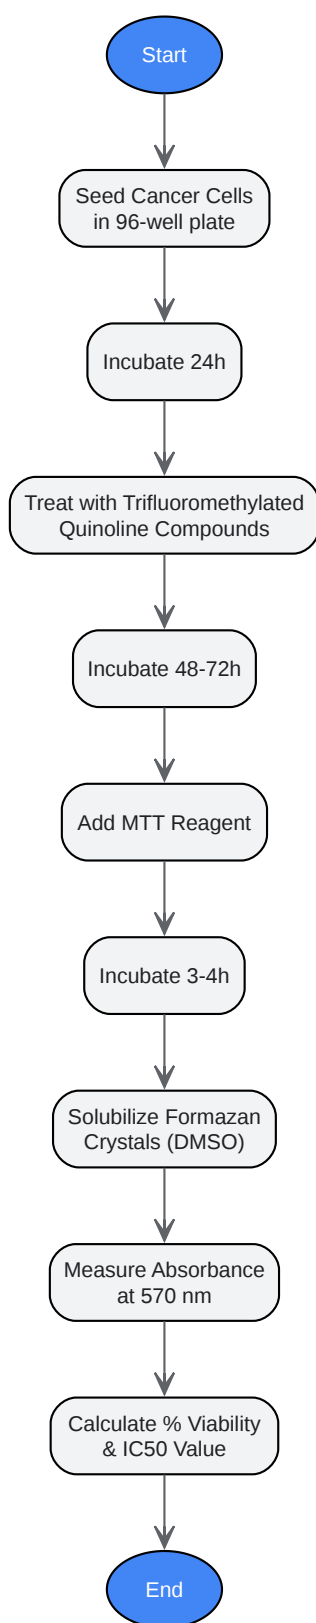 Start
Seed Cancer Cells
in 96-well plate
Incubate 24h
Treat with Trifluoromethylated
Quinoline Compounds
Incubate 48-72h
Add MTT Reagent
Incubate 3-4h
Solubilize Formazan
Crystals (DMSO)
Measure Absorbance
at 570 nm
Calculate % Viability
& IC50 Value
End